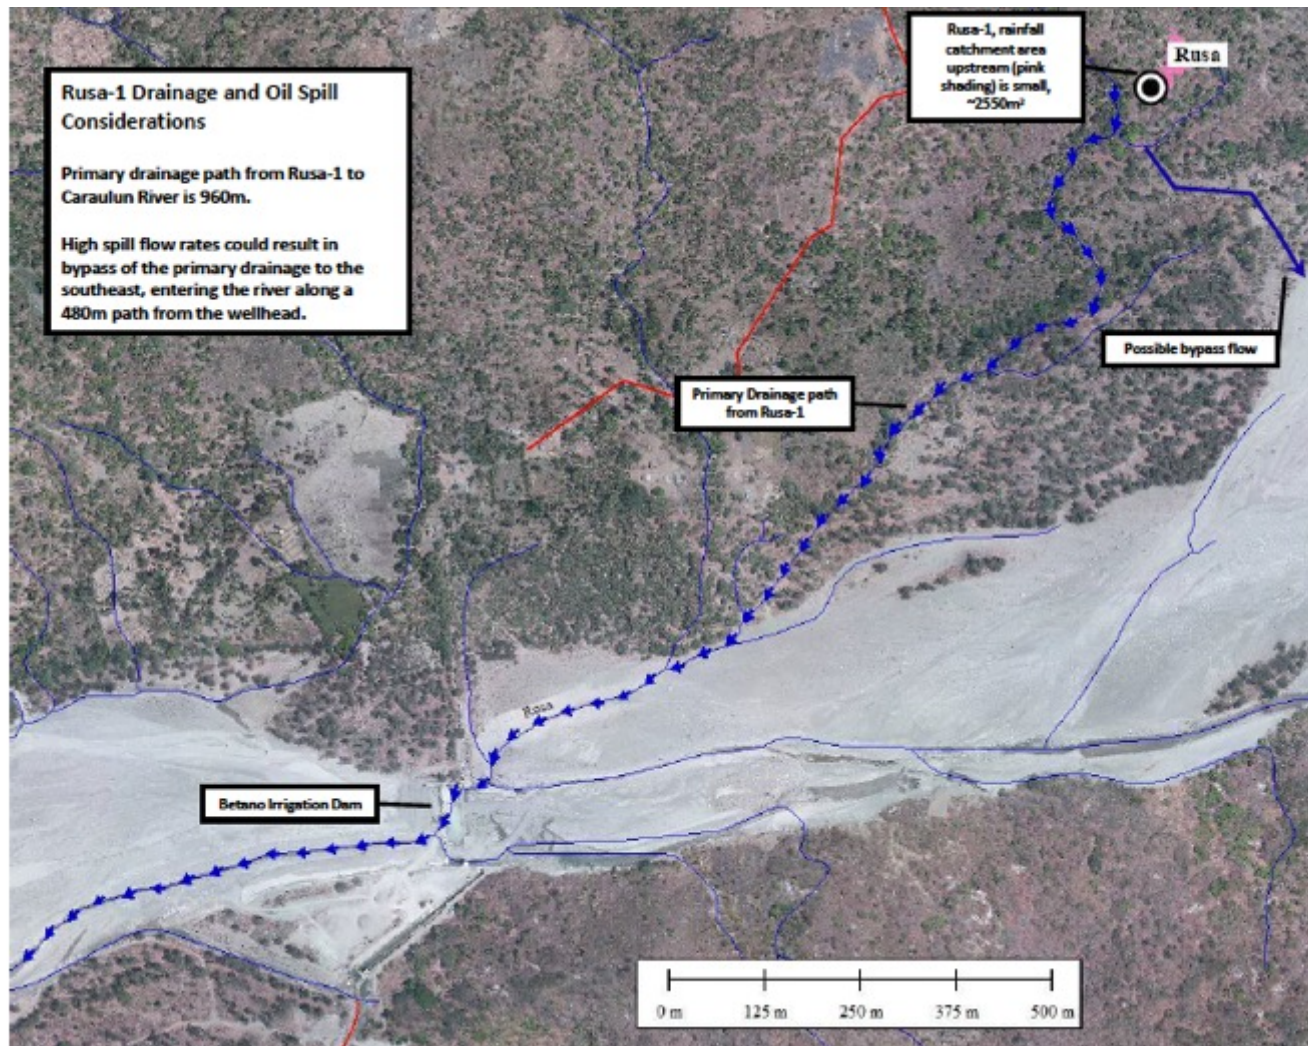 Rusa-1 Drainage and Oil Spill
Considerations
Primary drainage path from Rusa-1 to
Caraulun River is 960m.
High spill flow rates could result in
bypass of the primary drainage to the
southeast, entering the river along a
480m path from the wellhead.
Rusa-1, rainfall
catchment area
upstream (pink
shading) is small,
~2550m²
Rusa
Possible bypass flow
Primary Drainage path
from Rusa-1
Rusa
Betano Irrigation Dam
0 m 125 m 250 m 375 m 500 m